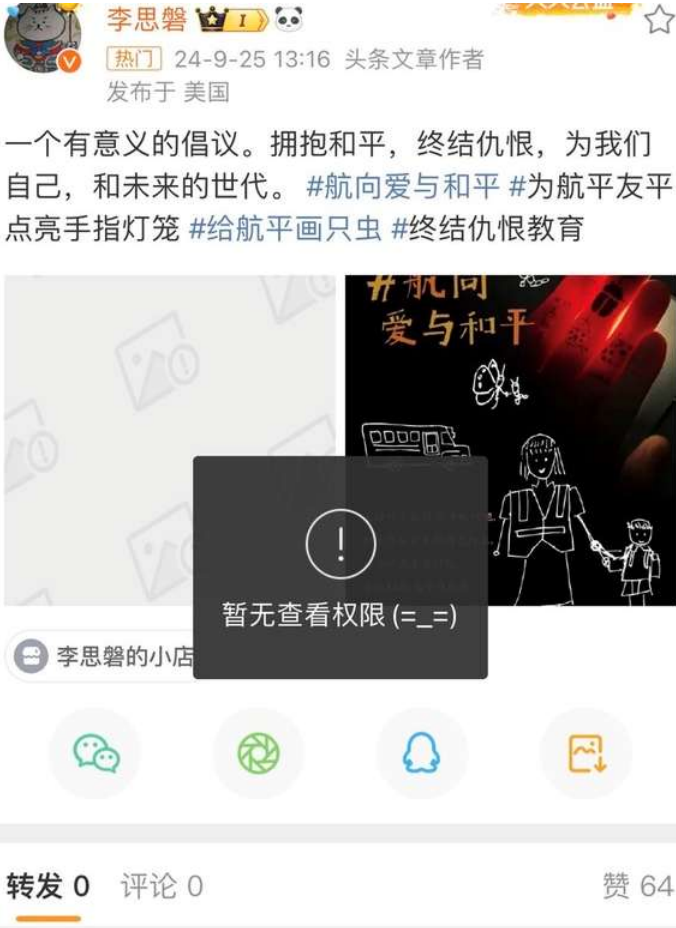 李思磐 I
热门 24-9-25 13:16 头条文章作者
发布于 美国
一个有意义的倡议。拥抱和平，终结仇恨，为我们
自己，和未来的世代。 #航向爱与和平 #为航平友平
点亮手指灯笼 #给航平画只虫 #终结仇恨教育
#航向
爱与和平
暂无查看权限 (=_=)
李思磐的小店
转发 0 评论 0 赞 64